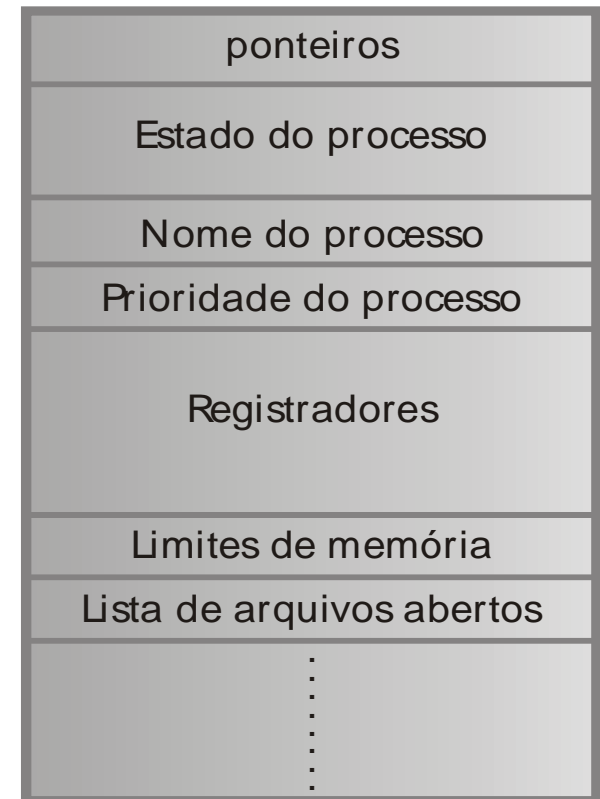 ponteiros
Estado do processo
Nome do processo
Prioridade do processo
Registradores
Limites de memória
Lista de arquivos abertos